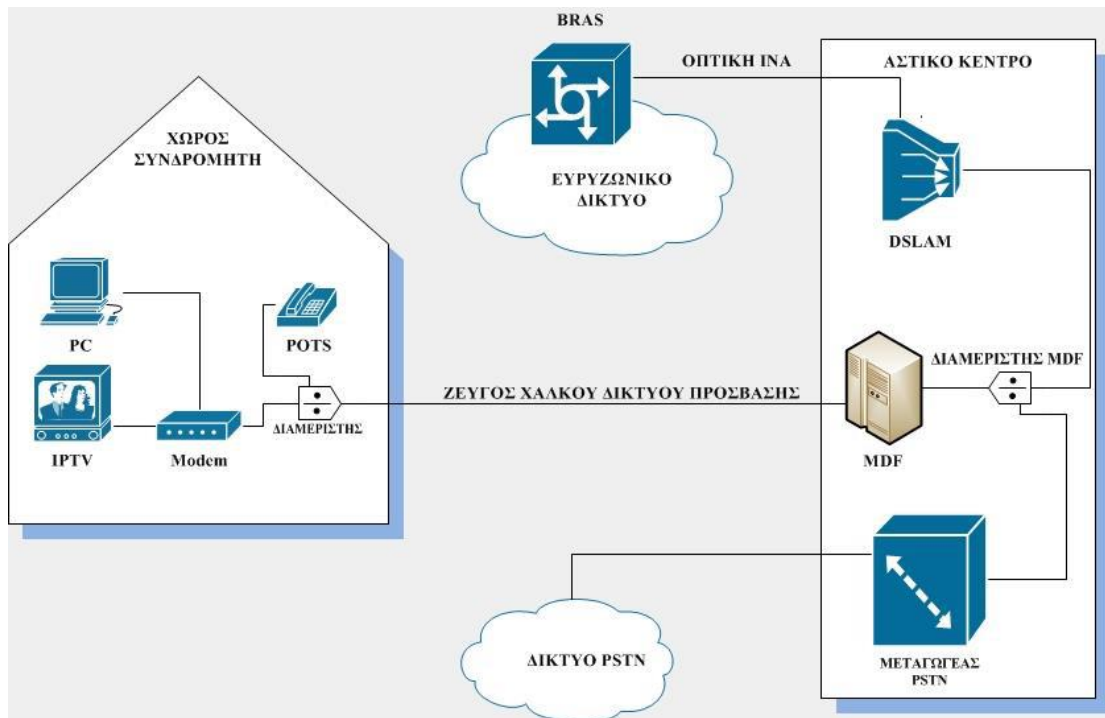 BRAS
ΟΠΤΙΚΗ ΙΝΑ
ΑΣΤΙΚΟ ΚΕΝΤΡΟ
ΧΩΡΟΣ
ΣΥΝΔΡΟΜΗΤΗ
ΕΥΡΥΖΩΝΙΚΟ
ΔΙΚΤΥΟ
DSLAM
PC
POTS
ΔΙΑΜΕΡΙΣΤΗΣ MDF
ΖΕΥΓΟΣ ΧΑΛΚΟΥ ΔΙΚΤΥΟΥ ΠΡΟΣΒΑΣΗΣ
ΔΙΑΜΕΡΙΣΤΗΣ
IPTV
Modem
MDF
ΔΙΚΤΥΟ PSTN
ΜΕΤΑΓΩΓΕΑΣ
PSTN